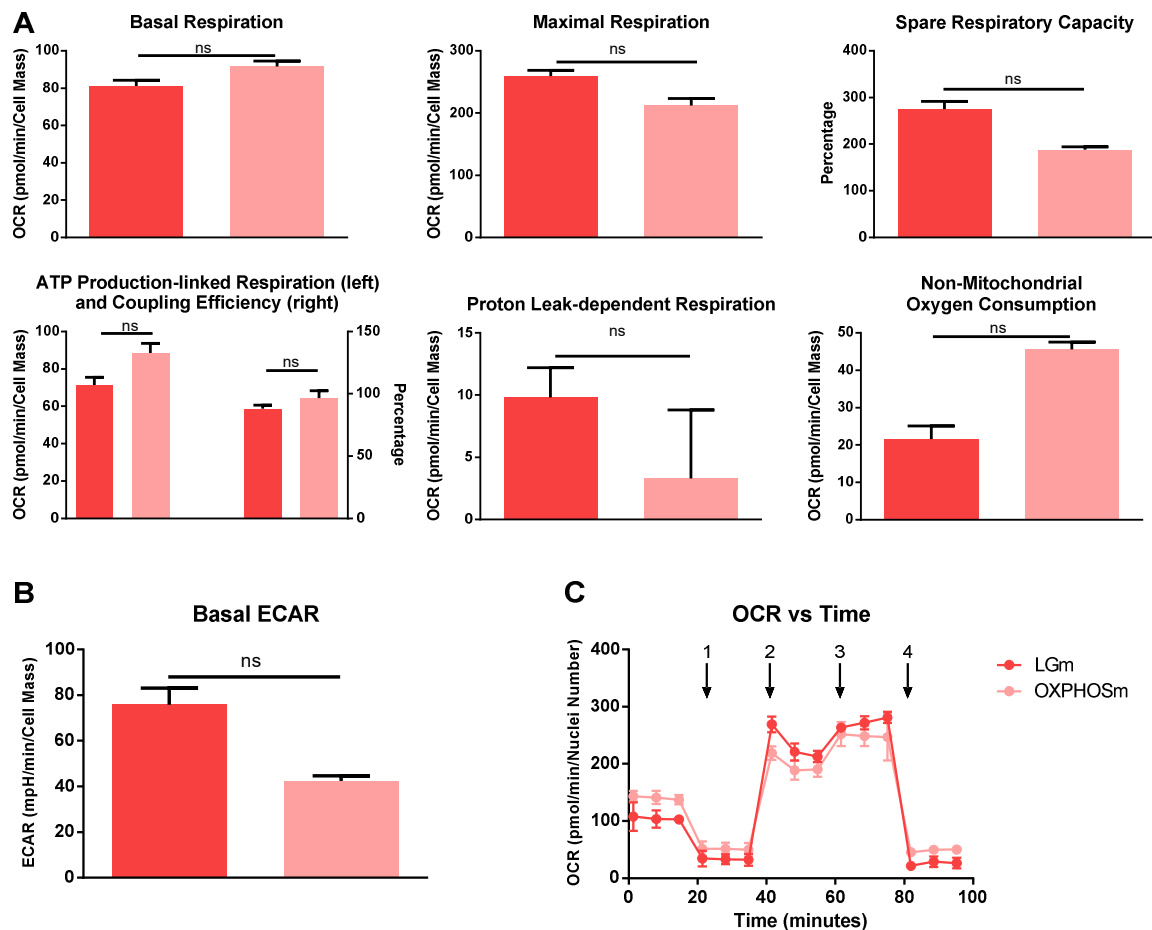 A
Basal Respiration
OCR (pmol/min/Cell Mass)
100
80
60
40
20
0
ns
Maximal Respiration
OCR (pmol/min/Cell Mass)
300
200
100
0
ns
Spare Respiratory Capacity
Percentage
400
300
200
100
0
ns
ATP Production-linked Respiration (left)
and Coupling Efficiency (right)
OCR (pmol/min/Cell Mass)
100
80
60
40
20
0
ns
ns
150
100
50
0
Percentage
Proton Leak-dependent Respiration
OCR (pmol/min/Cell Mass)
15
10
5
0
ns
Non-Mitochondrial
Oxygen Consumption
OCR (pmol/min/Cell Mass)
50
40
30
20
10
0
ns
B
Basal ECAR
ECAR (mpH/min/Cell Mass)
100
80
60
40
20
0
ns
C
OCR vs Time
OCR (pmol/min/Nuclei Number)
400
300
200
100
0
1 2 3 4
0 20 40 60 80 100
Time (minutes)
LGm
OXPHOSm